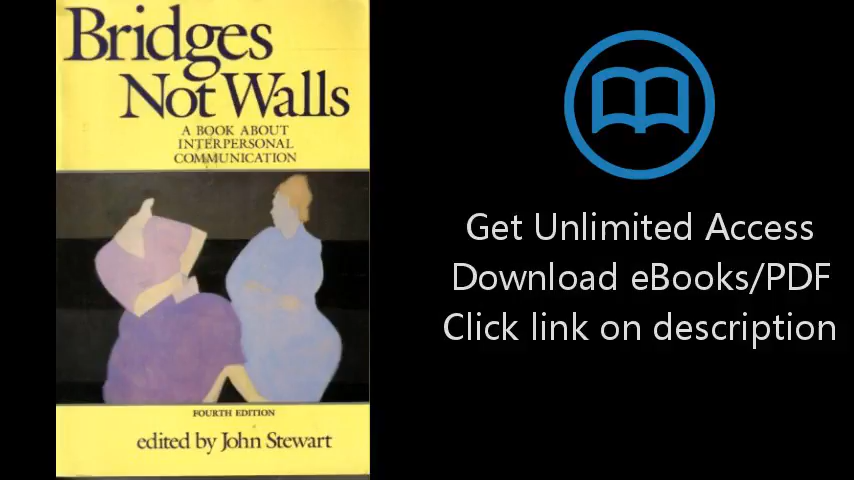 Bridges
Not Walls
A BOOK ABOUT
INTERPERSONAL
COMMUNICATION
FOURTH EDITION
edited by John Stewart
Get Unlimited Access
Download eBooks/PDF
Click link on description